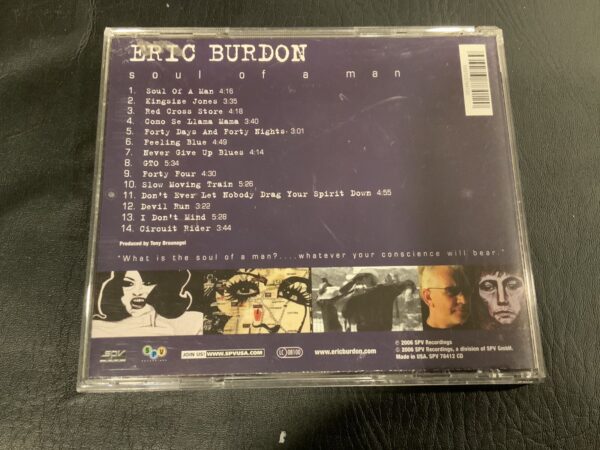 ERIC BURDON
soul of a man
1. Soul Of A Man 4:16
2. Kingsize Jones 3:35
3. Red Cross Store 4:18
4. Como Se Llama Mama 3:40
5. Forty Days And Forty Nights 3:01
6. Feeling Blue 4:49
7. Never Give Up Blues 4:14
8. GTO 5:34
9. Forty Four 4:30
10. Slow Moving Train 5:26
11. Don't Ever Let Nobody Drag Your Spirit Down 4:55
12. Devil Run 3:22
13. I Don't Mind 5:28
14. Circuit Rider 3:44
Produced by Tony Braunagel
"What is the soul of a man?....whatever your conscience will bear."
SPV
SPV
JOIN US! WWW.SPVUSA.COM
LC 08100
www.ericburdon.com
℗ 2006 SPV Recordings
© 2006 SPV Recordings, a division of SPV GmbH.
Made in USA. SPV 78412 CD